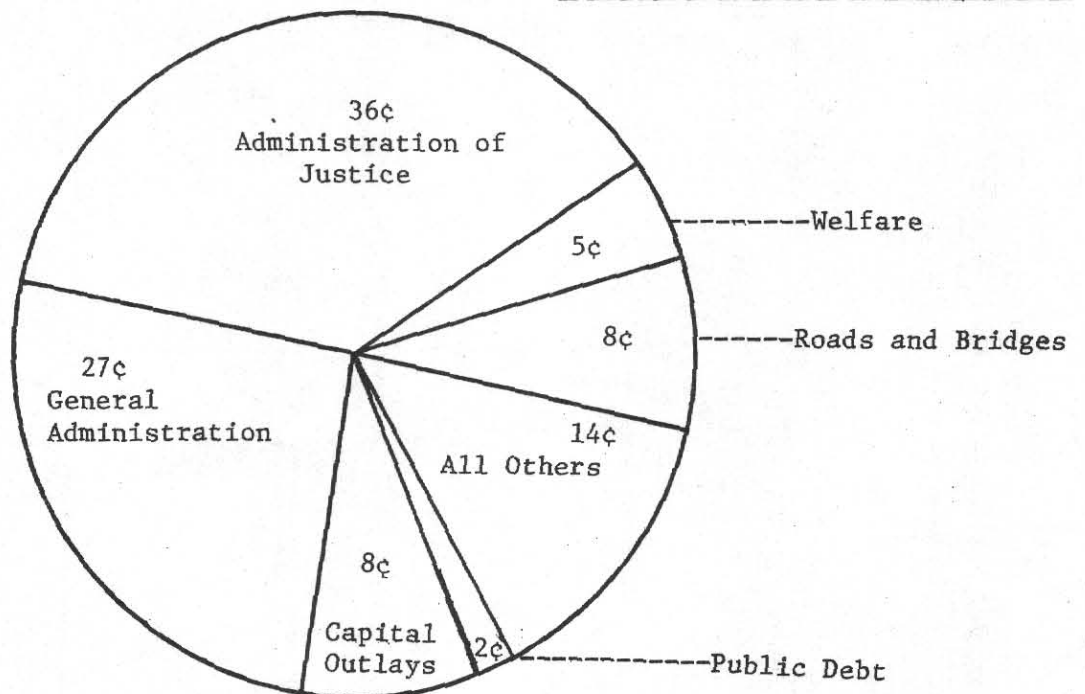 36¢
Administration of
Justice
Welfare
5¢
8¢
Roads and Bridges
27¢
General
Administration
14¢
All Others
8¢
Capital
Outlays
2¢
Public Debt